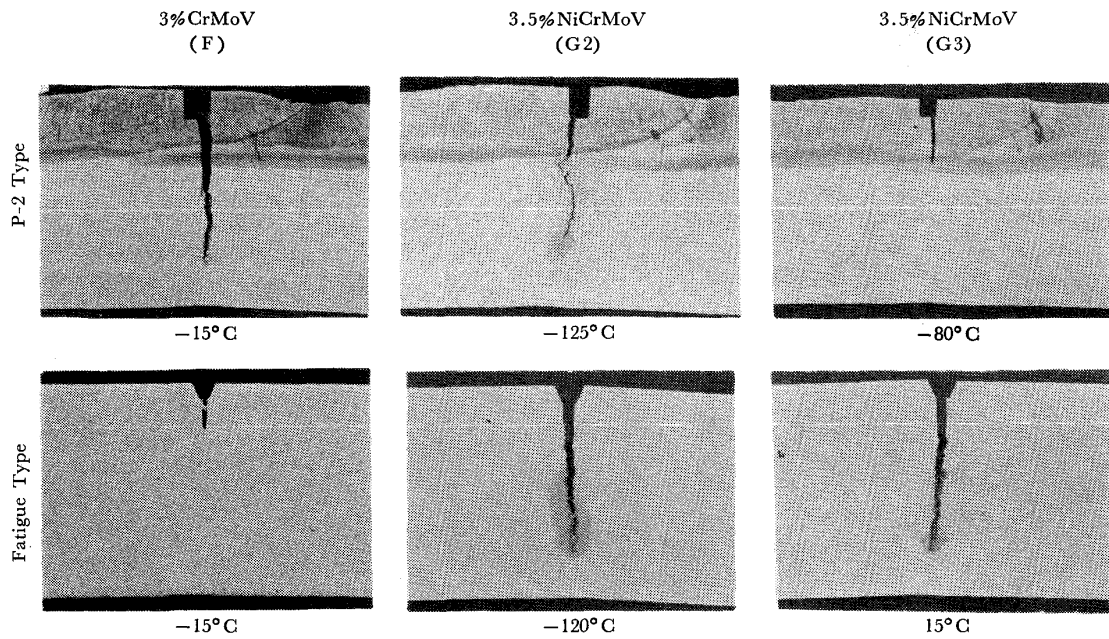 3%CrMoV
(F)
3.5%NiCrMoV
(G2)
3.5%NiCrMoV
(G3)
P-2 Type
−15°C
−125°C
−80°C
Fatigue Type
−15°C
−120°C
15°C